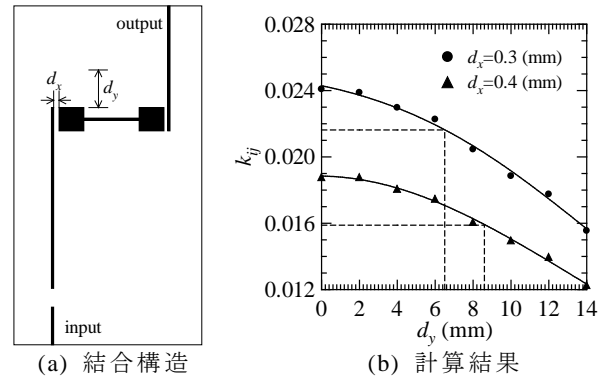 output
dx
dy
input
(a) 結合構造
0.028
0.024
0.020
0.016
0.012
kij
dx=0.3 (mm)
dx=0.4 (mm)
0 2 4 6 8 10 12 14
dy (mm)
(b) 計算結果